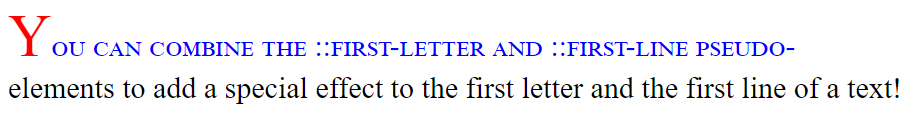 You can combine the ::first-letter and ::first-line pseudo-
elements to add a special effect to the first letter and the first line of a text!